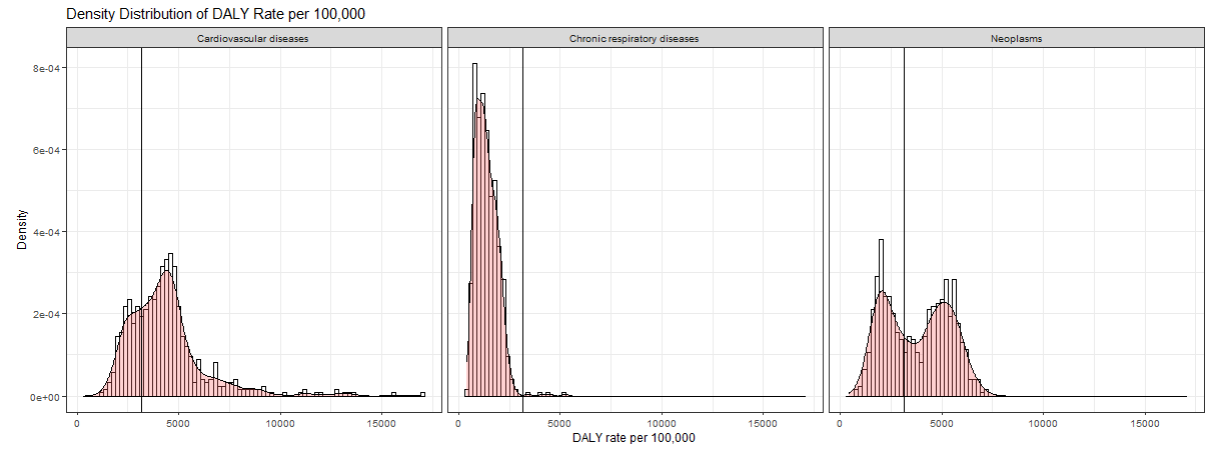 Density Distribution of DALY Rate per 100,000
Cardiovascular diseases
Chronic respiratory diseases
Neoplasms
Density
8e-04
6e-04
4e-04
2e-04
0e+00
0 5000 10000 15000
0 5000 10000 15000
0 5000 10000 15000
DALY rate per 100,000